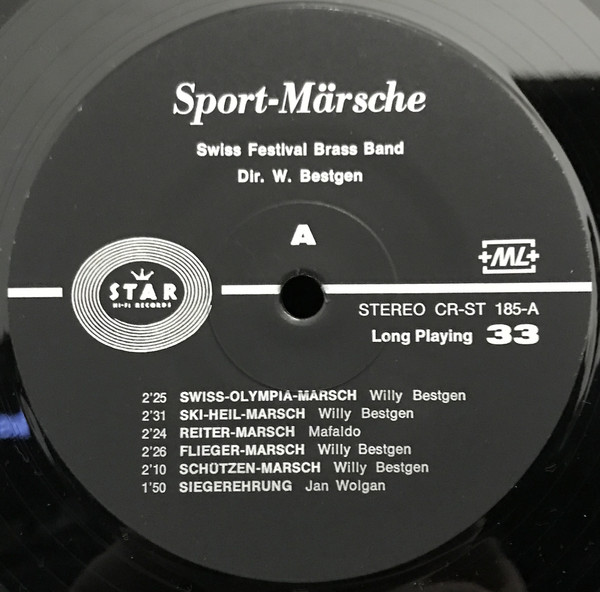 Sport-Märsche
Swiss Festival Brass Band
Dir. W. Bestgen
A
+ML+
STAR
HI-FI RECORDS
STEREO CR-ST 185-A
Long Playing 33
2'25 SWISS-OLYMPIA-MARSCH Willy Bestgen
2'31 SKI-HEIL-MARSCH Willy Bestgen
2'24 REITER-MARSCH Mafaldo
2'26 FLIEGER-MARSCH Willy Bestgen
2'10 SCHÜTZEN-MARSCH Willy Bestgen
1'50 SIEGEREHRUNG Jan Wolgan